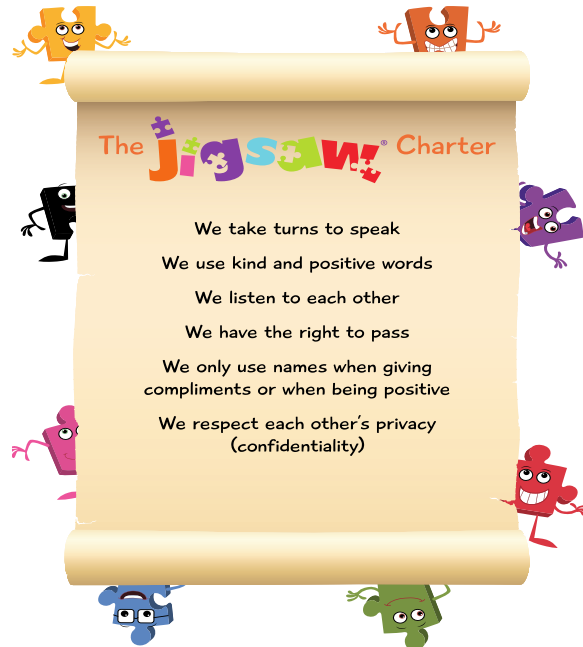 The jigsaw® Charter
We take turns to speak
We use kind and positive words
We listen to each other
We have the right to pass
We only use names when giving
compliments or when being positive
We respect each other's privacy
(confidentiality)